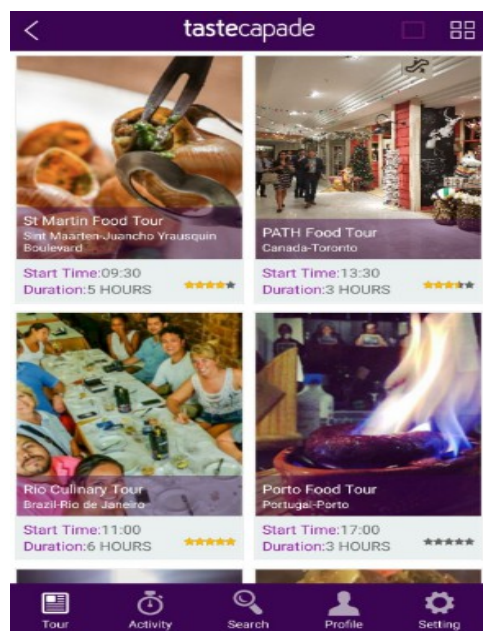 tastecapade
St Martin Food Tour
Sint Maarten-Juancho Yrausquin
Boulevard
Start Time:09:30
Duration:5 HOURS
PATH Food Tour
Canada-Toronto
Start Time:13:30
Duration:3 HOURS
Rio Culinary Tour
Brazil-Rio de Janeiro
Start Time:11:00
Duration:6 HOURS
Porto Food Tour
Portugal-Porto
Start Time:17:00
Duration:3 HOURS
Tour
Activity
Search
Profile
Setting